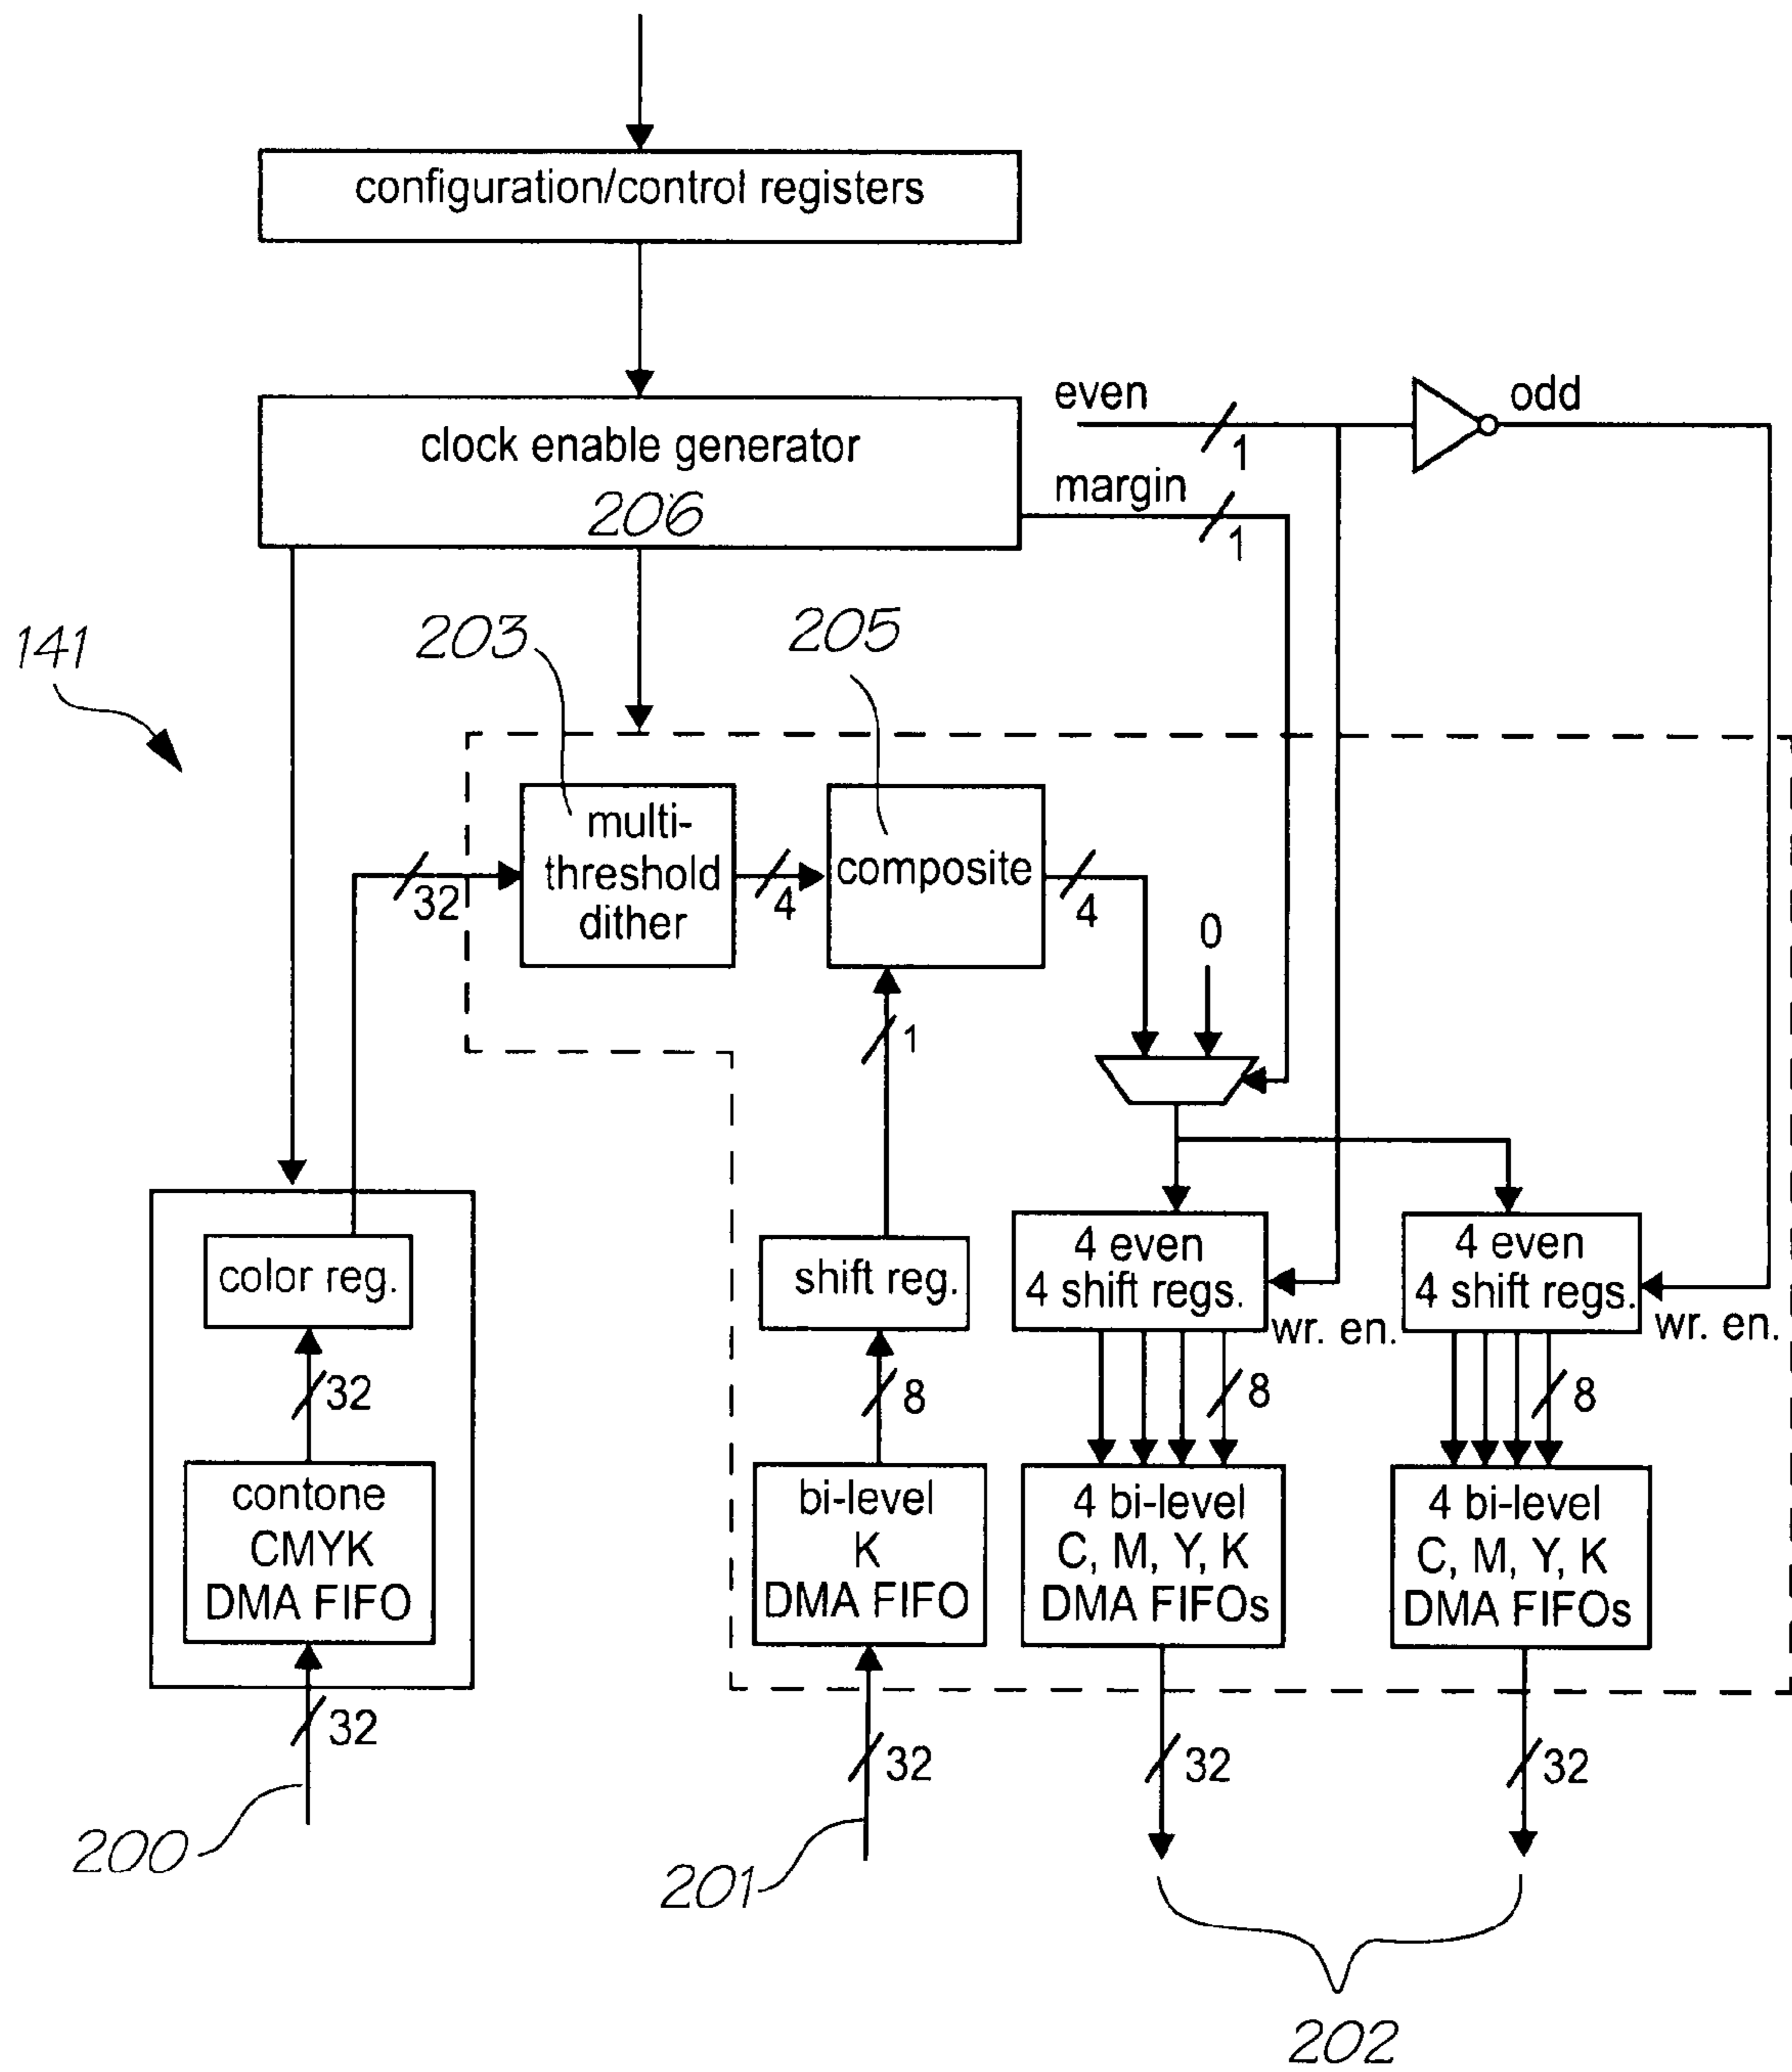 configuration/control registers
clock enable generator
206
even
1
odd
margin
1
141
203
205
multi-
threshold
dither
32
4
composite
4
0
1
color reg.
shift reg.
4 even
4 shift regs.
wr. en.
4 even
4 shift regs.
wr. en.
32
8
8
8
contone
CMYK
DMA FIFO
bi-level
K
DMA FIFO
4 bi-level
C, M, Y, K
DMA FIFOs
4 bi-level
C, M, Y, K
DMA FIFOs
32
32
32
32
200
201
202